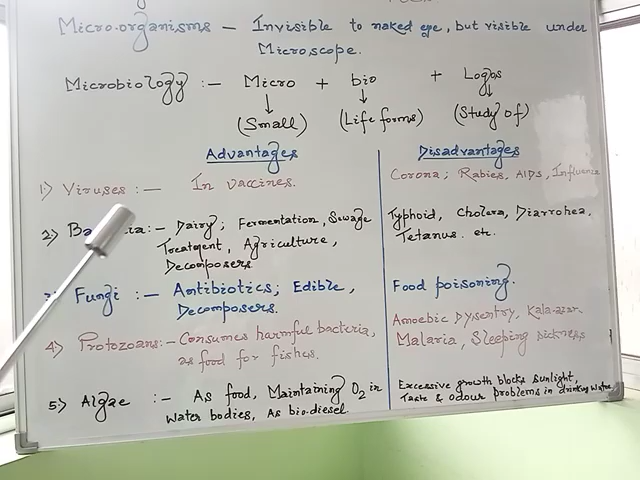 Micro-organisms – Invisible to naked eye, but visible under
Microscope.
Microbiology :- Micro + bio + Logos
(Small) (Life forms) (Study of)
Advantages Disadvantages
1) Viruses :- In vaccines. Corona; Rabies, AIDS, Influenza
2) :- Dairy; Fermentation, Sewage Typhoid, Cholera, Diarrohea,
Treatment, Agriculture, Tetanus. etc.
Decomposers
Fungi :- Antibiotics; Edible, Food poisoning.
Decomposers.
4) Protozoans:- Consumes harmful bacteria, Amoebic Dysentry, Kala-azar
as food for fishes. Malaria, Sleeping sickness
5) Algae :- As food, Maintaining O2 in Excessive growth blocks sunlight,
water bodies, As bio-diesel. Taste & odour problems in drinking water